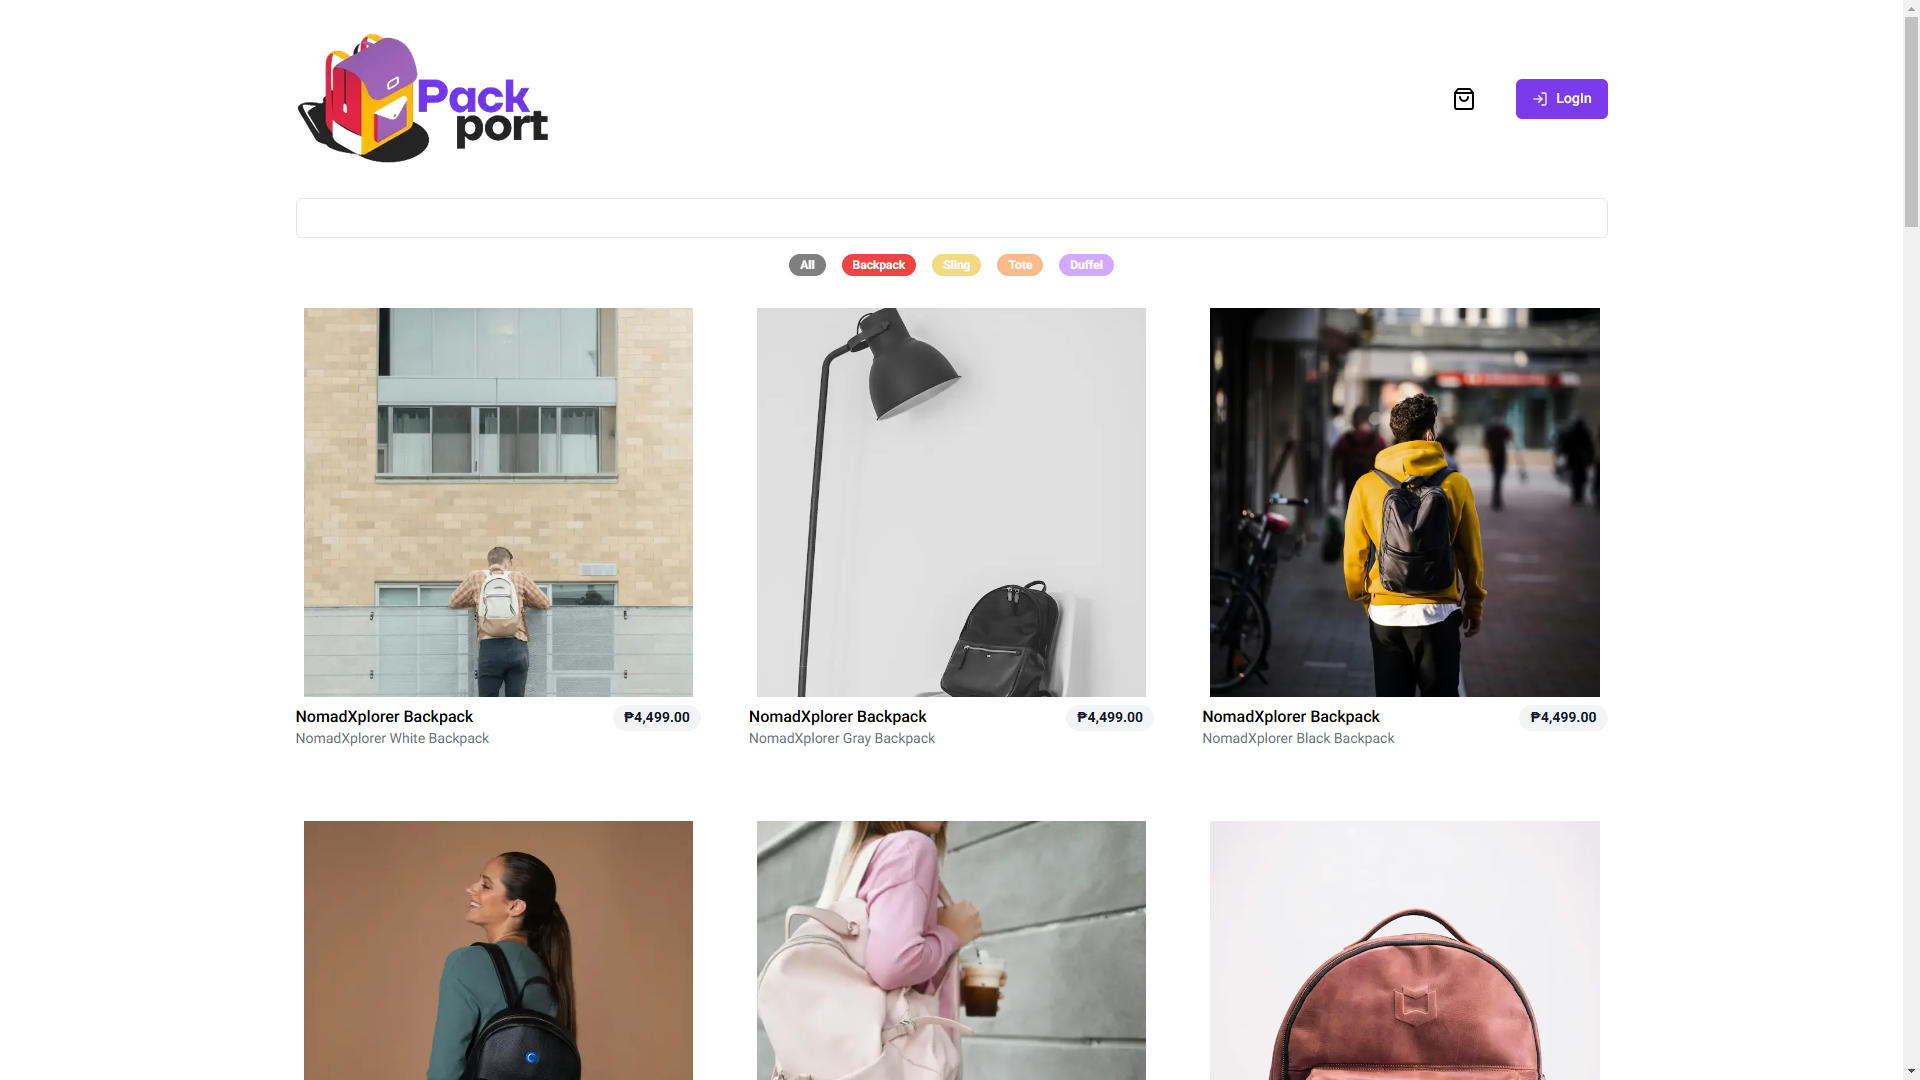 Pack
port
Login
All
Backpack
Sling
Tote
Duffel
NomadXplorer Backpack
₱4,499.00
NomadXplorer White Backpack
NomadXplorer Backpack
₱4,499.00
NomadXplorer Gray Backpack
NomadXplorer Backpack
₱4,499.00
NomadXplorer Black Backpack